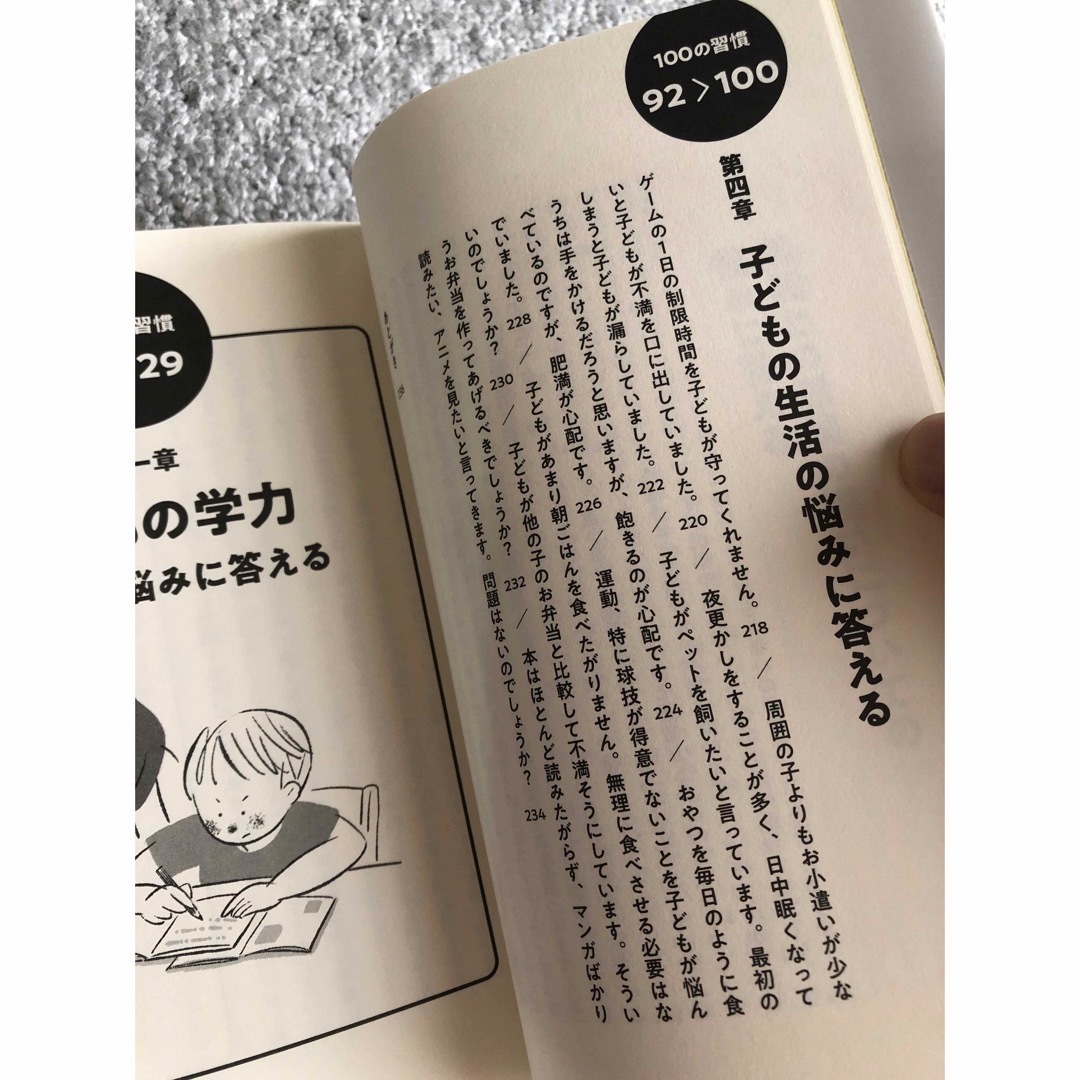 100の習慣
92 > 100
第四章 子どもの生活の悩みに答える
ゲームの1日の制限時間を子どもが守ってくれません。 218 / 周囲の子よりもお小遣いが少な
いと子どもが不満を口に出していました。 220 / 夜更かしをすることが多く、日中眠くなって
しまうと子どもが漏らしていました。 222 / 子どもがペットを飼いたいと言っています。最初の
うちは手をかけるだろうと思いますが、飽きるのが心配です。 224 / おやつを毎日のように食
べているのですが、肥満が心配です。 226 / 運動、特に球技が得意でないことを子どもが悩ん
でいました。 228 / 子どもがあまり朝ごはんを食べたがりません。無理に食べさせる必要はな
いのでしょうか? 230 / 子どもが他の子のお弁当と比較して不満そうにしています。そうい
うお弁当を作ってあげるべきでしょうか? 232 / 本はほとんど読みたがらず、マンガばかり
読みたい、アニメを見たいと言ってきます。問題はないのでしょうか? 234
習慣
29
一章
の学力
悩みに答える